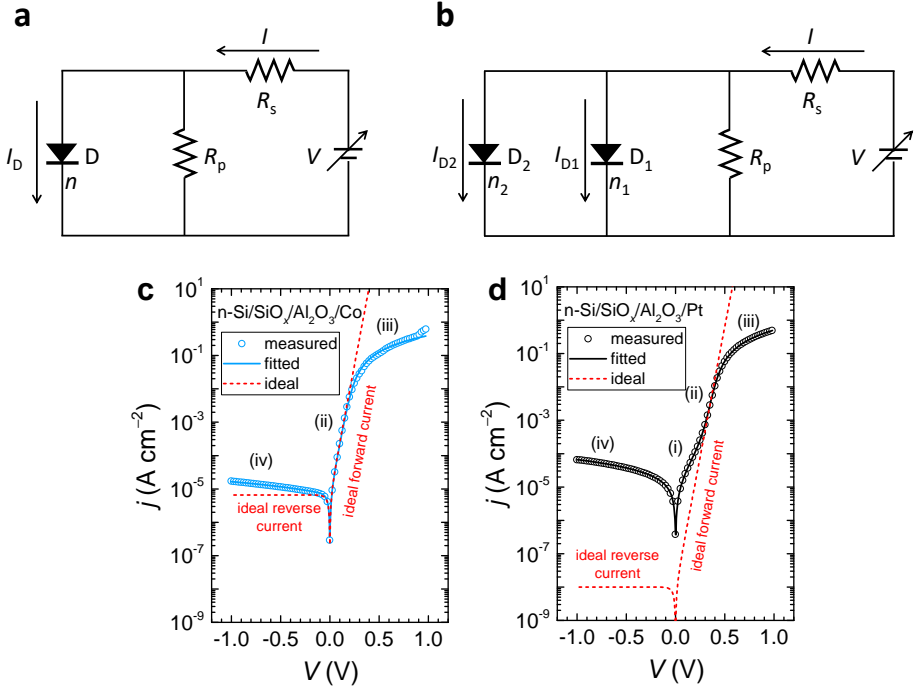 a
I
R_s
I_D
D
n
R_p
V
b
I
R_s
I_D2
D_2
n_2
I_D1
D_1
n_1
R_p
V
c
n-Si/SiO_x/Al_2O_3/Co
measured
fitted
ideal
(iii)
(ii)
(iv)
ideal reverse
current
ideal forward current
10^1
10^-1
10^-3
10^-5
10^-7
10^-9
j (A cm^−2)
-1.0 -0.5 0.0 0.5 1.0
V (V)
d
n-Si/SiO_x/Al_2O_3/Pt
measured
fitted
ideal
(iii)
(ii)
(i)
(iv)
ideal reverse
current
ideal forward current
10^1
10^-1
10^-3
10^-5
10^-7
10^-9
j (A cm^−2)
-1.0 -0.5 0.0 0.5 1.0
V (V)